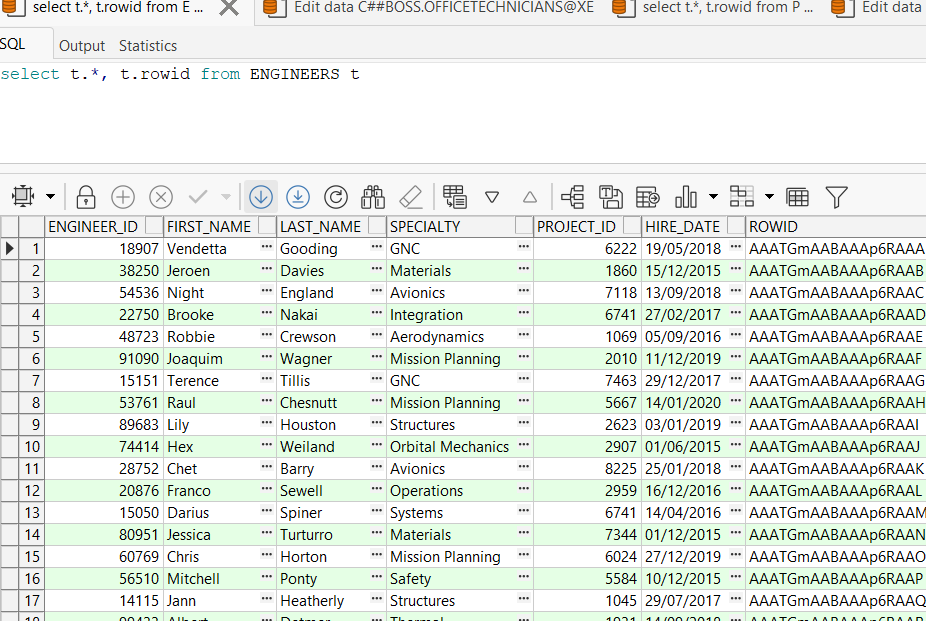 select t.*, t.rowid from E ... Edit data C##BOSS.OFFICETECHNICIANS@XE select t.*, t.rowid from P ... Edit data
SQL Output Statistics
select t.*, t.rowid from ENGINEERS t
ENGINEER_ID FIRST_NAME LAST_NAME SPECIALTY PROJECT_ID HIRE_DATE ROWID
1 18907 Vendetta ... Gooding ... GNC ... 6222 19/05/2018 ... AAATGmAABAAAp6RAAA
2 38250 Jeroen ... Davies ... Materials ... 1860 15/12/2015 ... AAATGmAABAAAp6RAAB
3 54536 Night ... England ... Avionics ... 7118 13/09/2018 ... AAATGmAABAAAp6RAAC
4 22750 Brooke ... Nakai ... Integration ... 6741 27/02/2017 ... AAATGmAABAAAp6RAAD
5 48723 Robbie ... Crewson ... Aerodynamics ... 1069 05/09/2016 ... AAATGmAABAAAp6RAAE
6 91090 Joaquim ... Wagner ... Mission Planning ... 2010 11/12/2019 ... AAATGmAABAAAp6RAAF
7 15151 Terence ... Tillis ... GNC ... 7463 29/12/2017 ... AAATGmAABAAAp6RAAG
8 53761 Raul ... Chesnutt ... Mission Planning ... 5667 14/01/2020 ... AAATGmAABAAAp6RAAH
9 89683 Lily ... Houston ... Structures ... 2623 03/01/2019 ... AAATGmAABAAAp6RAAI
10 74414 Hex ... Weiland ... Orbital Mechanics ... 2907 01/06/2015 ... AAATGmAABAAAp6RAAJ
11 28752 Chet ... Barry ... Avionics ... 8225 25/01/2018 ... AAATGmAABAAAp6RAAK
12 20876 Franco ... Sewell ... Operations ... 2959 16/12/2016 ... AAATGmAABAAAp6RAAL
13 15050 Darius ... Spiner ... Systems ... 6741 14/04/2016 ... AAATGmAABAAAp6RAAM
14 80951 Jessica ... Turturro ... Materials ... 7344 01/12/2015 ... AAATGmAABAAAp6RAAN
15 60769 Chris ... Horton ... Mission Planning ... 6024 27/12/2019 ... AAATGmAABAAAp6RAAO
16 56510 Mitchell ... Ponty ... Safety ... 5584 10/12/2015 ... AAATGmAABAAAp6RAAP
17 14115 Jann ... Heatherly ... Structures ... 1045 29/07/2017 ... AAATGmAABAAAp6RAAQ